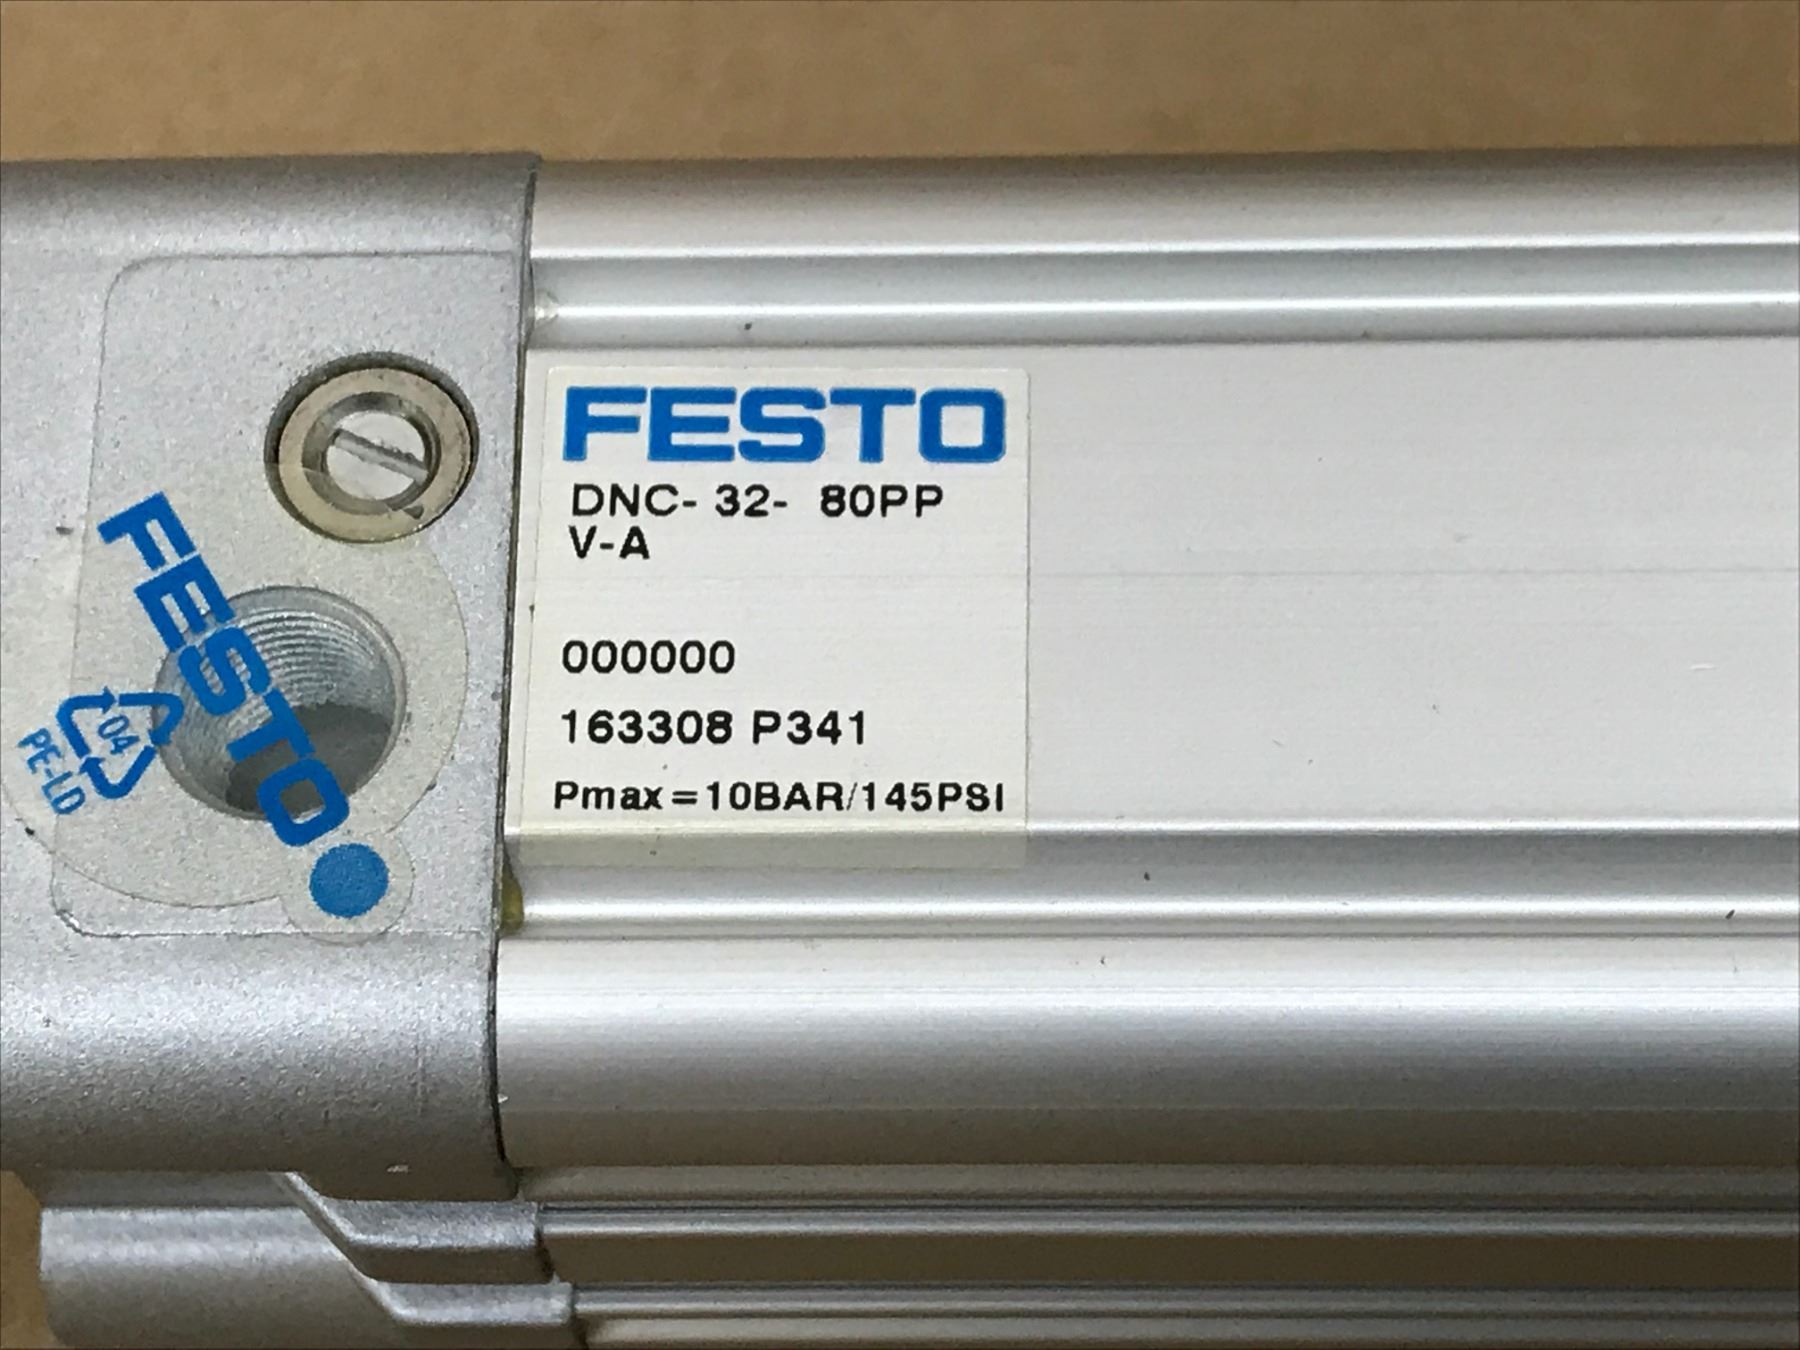 FESTO
DNC- 32- 80PP
V-A
000000
163308 P341
Pmax=10BAR/145PSI
FESTO
04
PE-LD